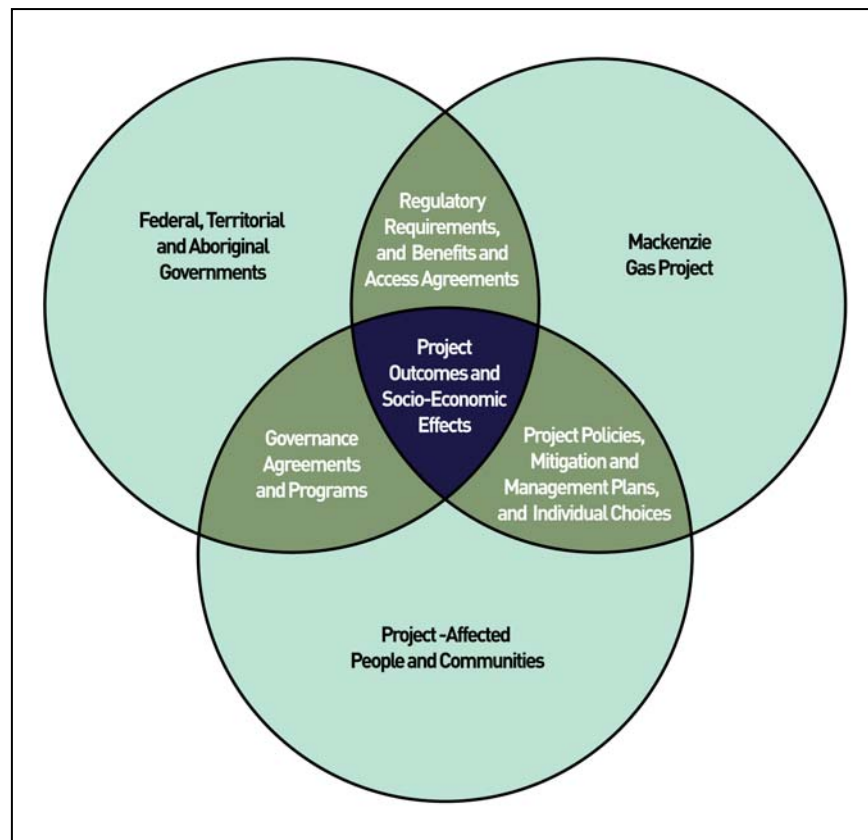 Federal, Territorial
and Aboriginal
Governments
Regulatory
Requirements,
and Benefits and
Access Agreements
Mackenzie
Gas Project
Project
Outcomes and
Socio-Economic
Effects
Governance
Agreements
and Programs
Project Policies,
Mitigation and
Management Plans,
and Individual Choices
Project -Affected
People and Communities